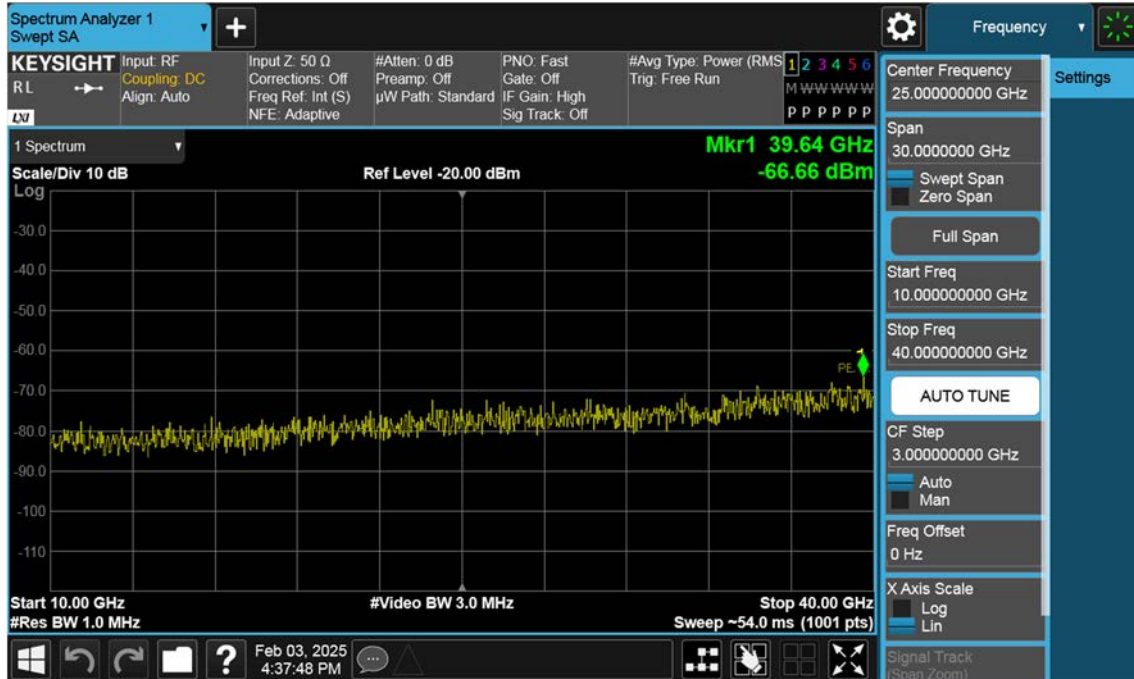 Spectrum Analyzer 1
Swept SA
Frequency
KEYSIGHT
R L
LXI
Input: RF
Coupling: DC
Align: Auto
Input Z: 50 Ω
Corrections: Off
Freq Ref: Int (S)
NFE: Adaptive
#Atten: 0 dB
Preamp: Off
µW Path: Standard
PNO: Fast
Gate: Off
IF Gain: High
Sig Track: Off
#Avg Type: Power (RMS
Trig: Free Run
1 2 3 4 5 6
M W W W W W
P P P P P P
1 Spectrum
Scale/Div 10 dB
Ref Level -20.00 dBm
Mkr1 39.64 GHz
-66.66 dBm
Log
-30.0
-40.0
-50.0
-60.0
-70.0
-80.0
-90.0
-100
-110
1
Start 10.00 GHz
#Video BW 3.0 MHz
Stop 40.00 GHz
#Res BW 1.0 MHz
Sweep ~54.0 ms (1001 pts)
?
Feb 03, 2025
4:37:48 PM
Center Frequency
25.000000000 GHz
Span
30.0000000 GHz
Swept Span
Zero Span
Full Span
Start Freq
10.000000000 GHz
Stop Freq
40.000000000 GHz
AUTO TUNE
CF Step
3.000000000 GHz
Auto
Man
Freq Offset
0 Hz
X Axis Scale
Log
Lin
Signal Track
(Span Zoom)
Settings